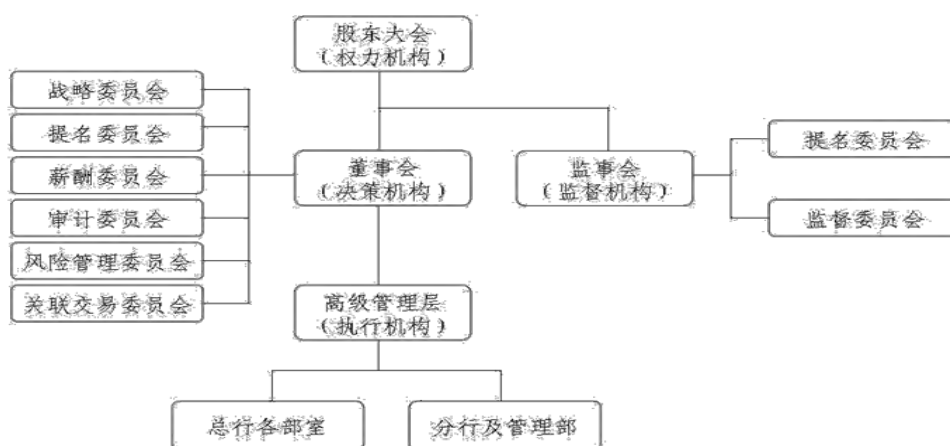 股东大会
(权力机构)
战略委员会
提名委员会
薪酬委员会
审计委员会
风险管理委员会
关联交易委员会
董事会
(决策机构)
监事会
(监督机构)
提名委员会
监督委员会
高级管理层
(执行机构)
总行各部室
分行及管理部